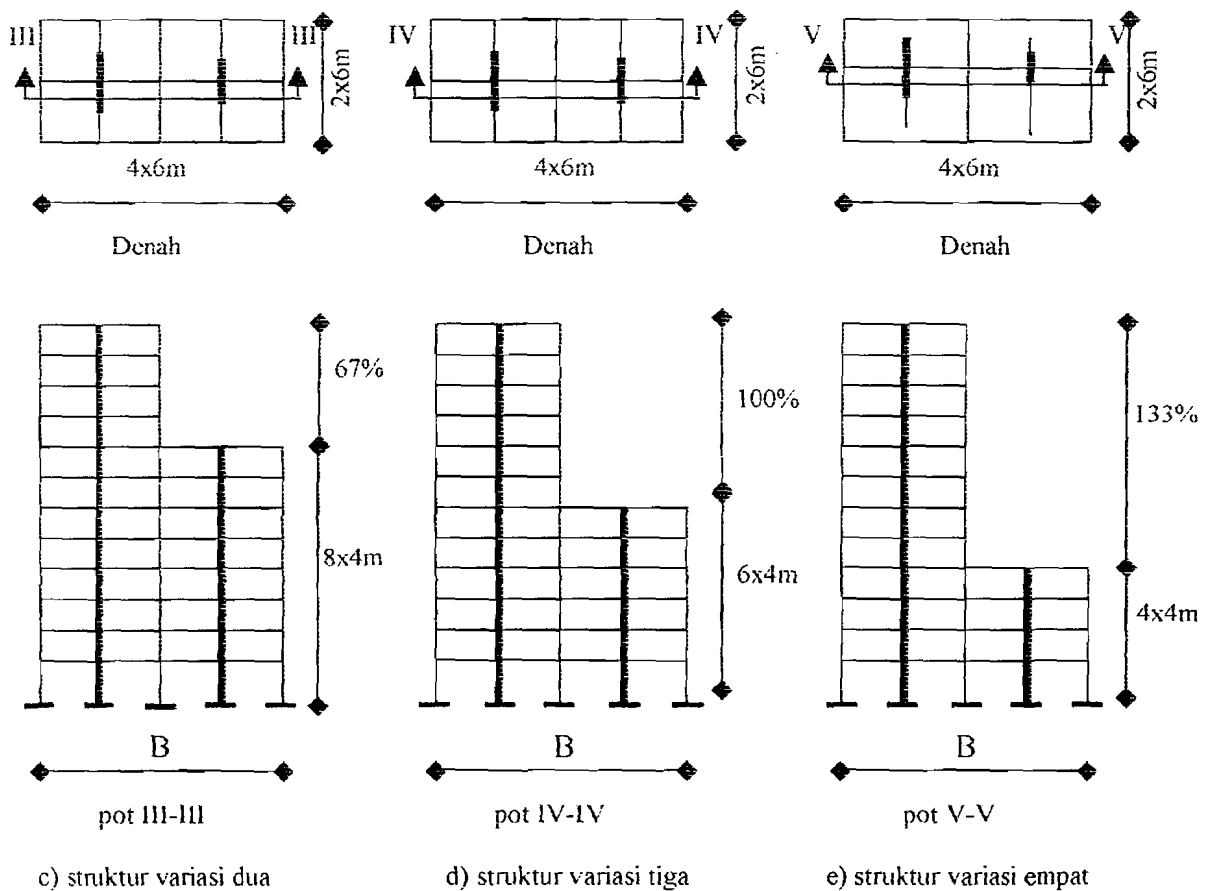 III III 2x6m
4x6m
Denah
67%
8x4m
B
pot III-III
c) struktur variasi dua
IV IV 2x6m
4x6m
Denah
100%
6x4m
B
pot IV-IV
d) struktur variasi tiga
V V 2x6m
4x6m
Denah
133%
4x4m
B
pot V-V
e) struktur variasi empat